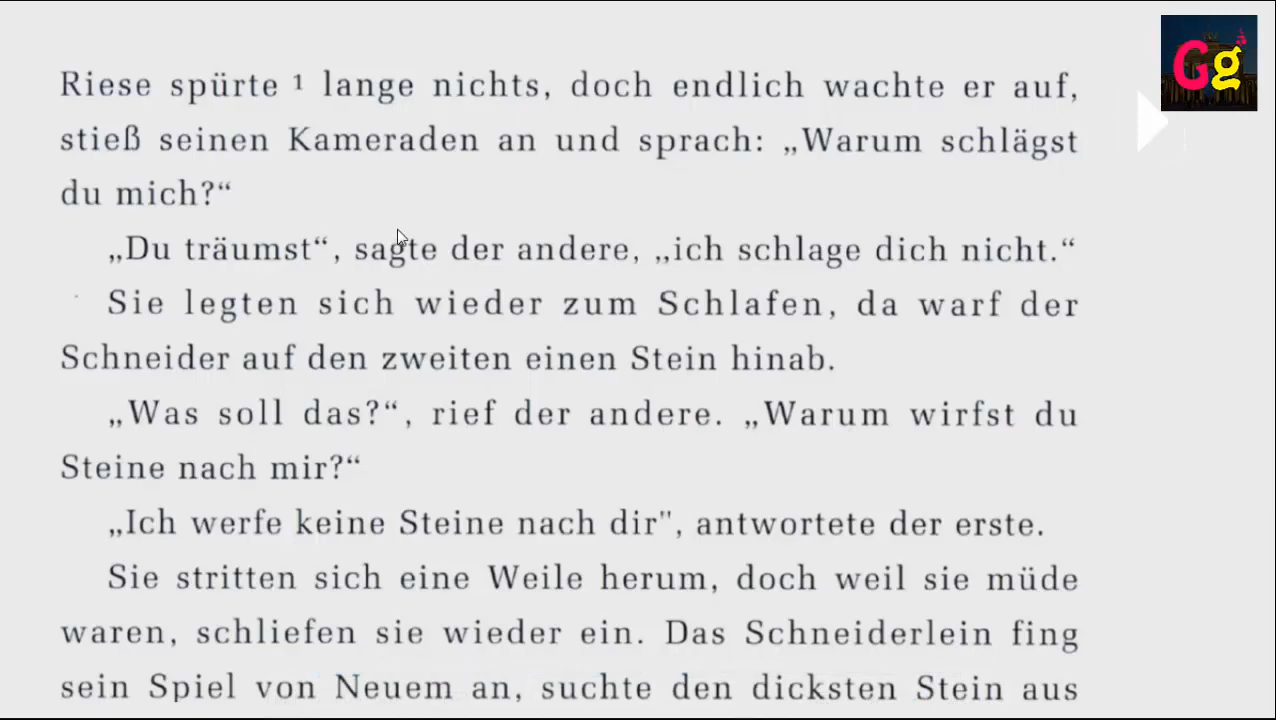 Gg
Riese spürte ¹ lange nichts, doch endlich wachte er auf,
stieß seinen Kameraden an und sprach: „Warum schlägst
du mich?“
„Du träumst“, sagte der andere, „ich schlage dich nicht.“
Sie legten sich wieder zum Schlafen, da warf der
Schneider auf den zweiten einen Stein hinab.
„Was soll das?“, rief der andere. „Warum wirfst du
Steine nach mir?“
„Ich werfe keine Steine nach dir", antwortete der erste.
Sie stritten sich eine Weile herum, doch weil sie müde
waren, schliefen sie wieder ein. Das Schneiderlein fing
sein Spiel von Neuem an, suchte den dicksten Stein aus